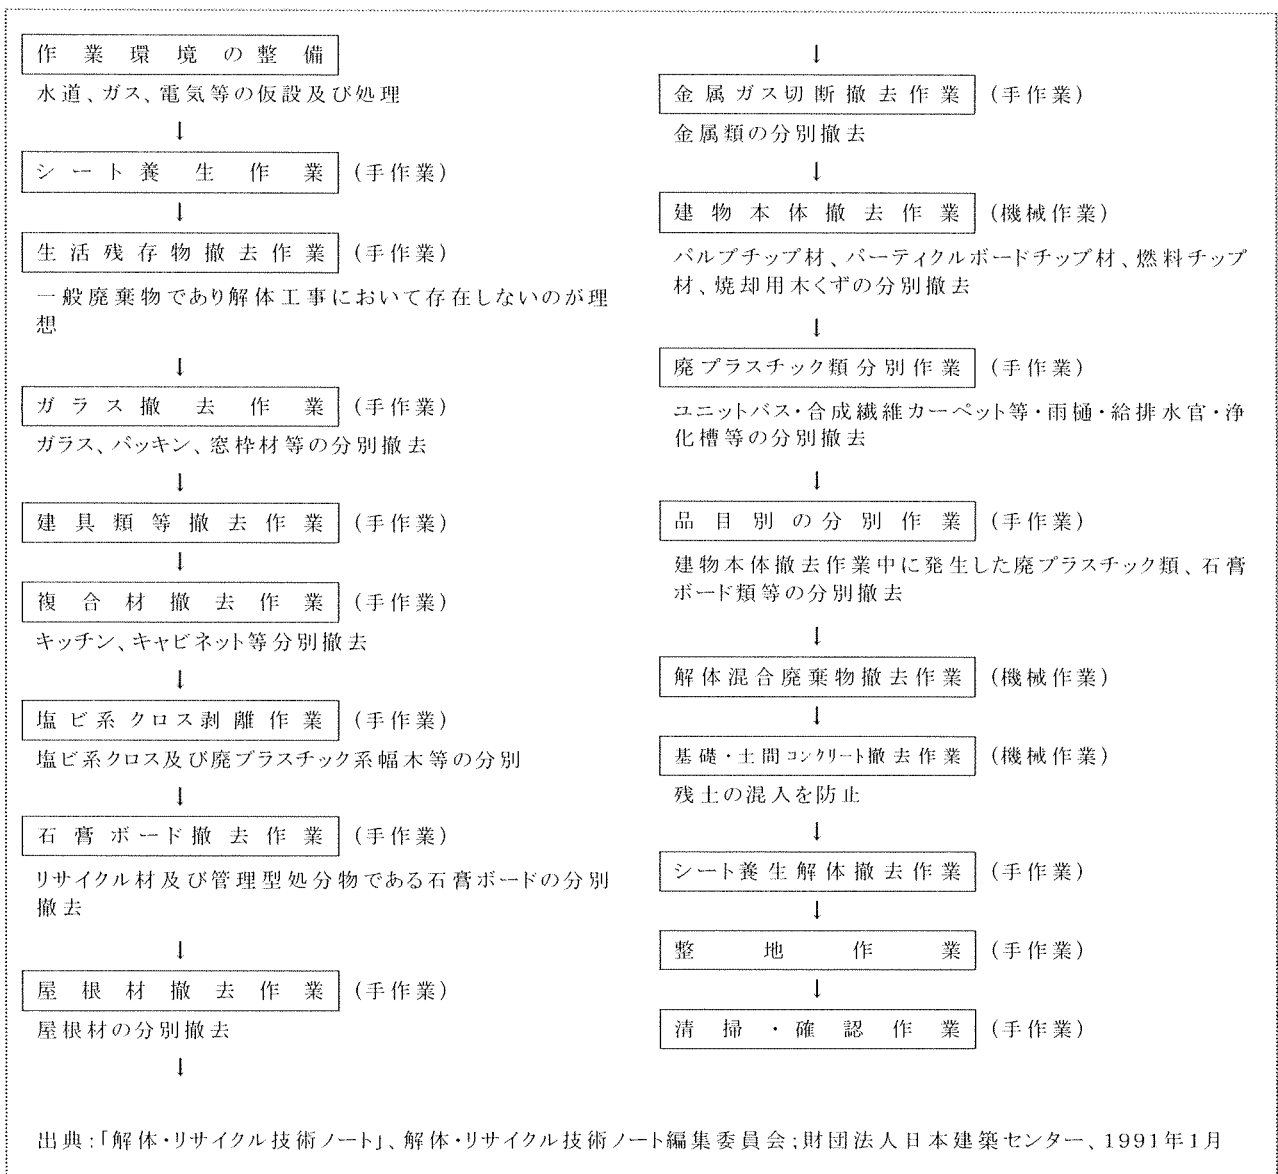 作業環境の整備
水道、ガス、電気等の仮設及び処理
↓
シート養生作業 (手作業)
↓
生活残存物撤去作業 (手作業)
一般廃棄物であり解体工事において存在しないのが理
想
↓
ガラス撤去作業 (手作業)
ガラス、パッキン、窓枠材等の分別撤去
↓
建具類等撤去作業 (手作業)
↓
複合材撤去作業 (手作業)
キッチン、キャビネット等分別撤去
↓
塩ビ系クロス剥離作業 (手作業)
塩ビ系クロス及び廃プラスチック系幅木等の分別
↓
石膏ボード撤去作業 (手作業)
リサイクル材及び管理型処分物である石膏ボードの分別
撤去
↓
屋根材撤去作業 (手作業)
屋根材の分別撤去
↓
↓
金属ガス切断撤去作業 (手作業)
金属類の分別撤去
↓
建物本体撤去作業 (機械作業)
パルプチップ材、パーティクルボードチップ材、燃料チップ
材、焼却用木くずの分別撤去
↓
廃プラスチック類分別作業 (手作業)
ユニットバス・合成繊維カーペット等・雨樋・給排水官・浄
化槽等の分別撤去
↓
品目別の分別作業 (手作業)
建物本体撤去作業中に発生した廃プラスチック類、石膏
ボード類等の分別撤去
↓
解体混合廃棄物撤去作業 (機械作業)
↓
基礎・土間コンクリート撤去作業 (機械作業)
残土の混入を防止
↓
シート養生解体撤去作業 (手作業)
↓
整地作業 (手作業)
↓
清掃・確認作業 (手作業)
出典:「解体・リサイクル技術ノート」、解体・リサイクル技術ノート編集委員会;財団法人日本建築センター、1991年1月